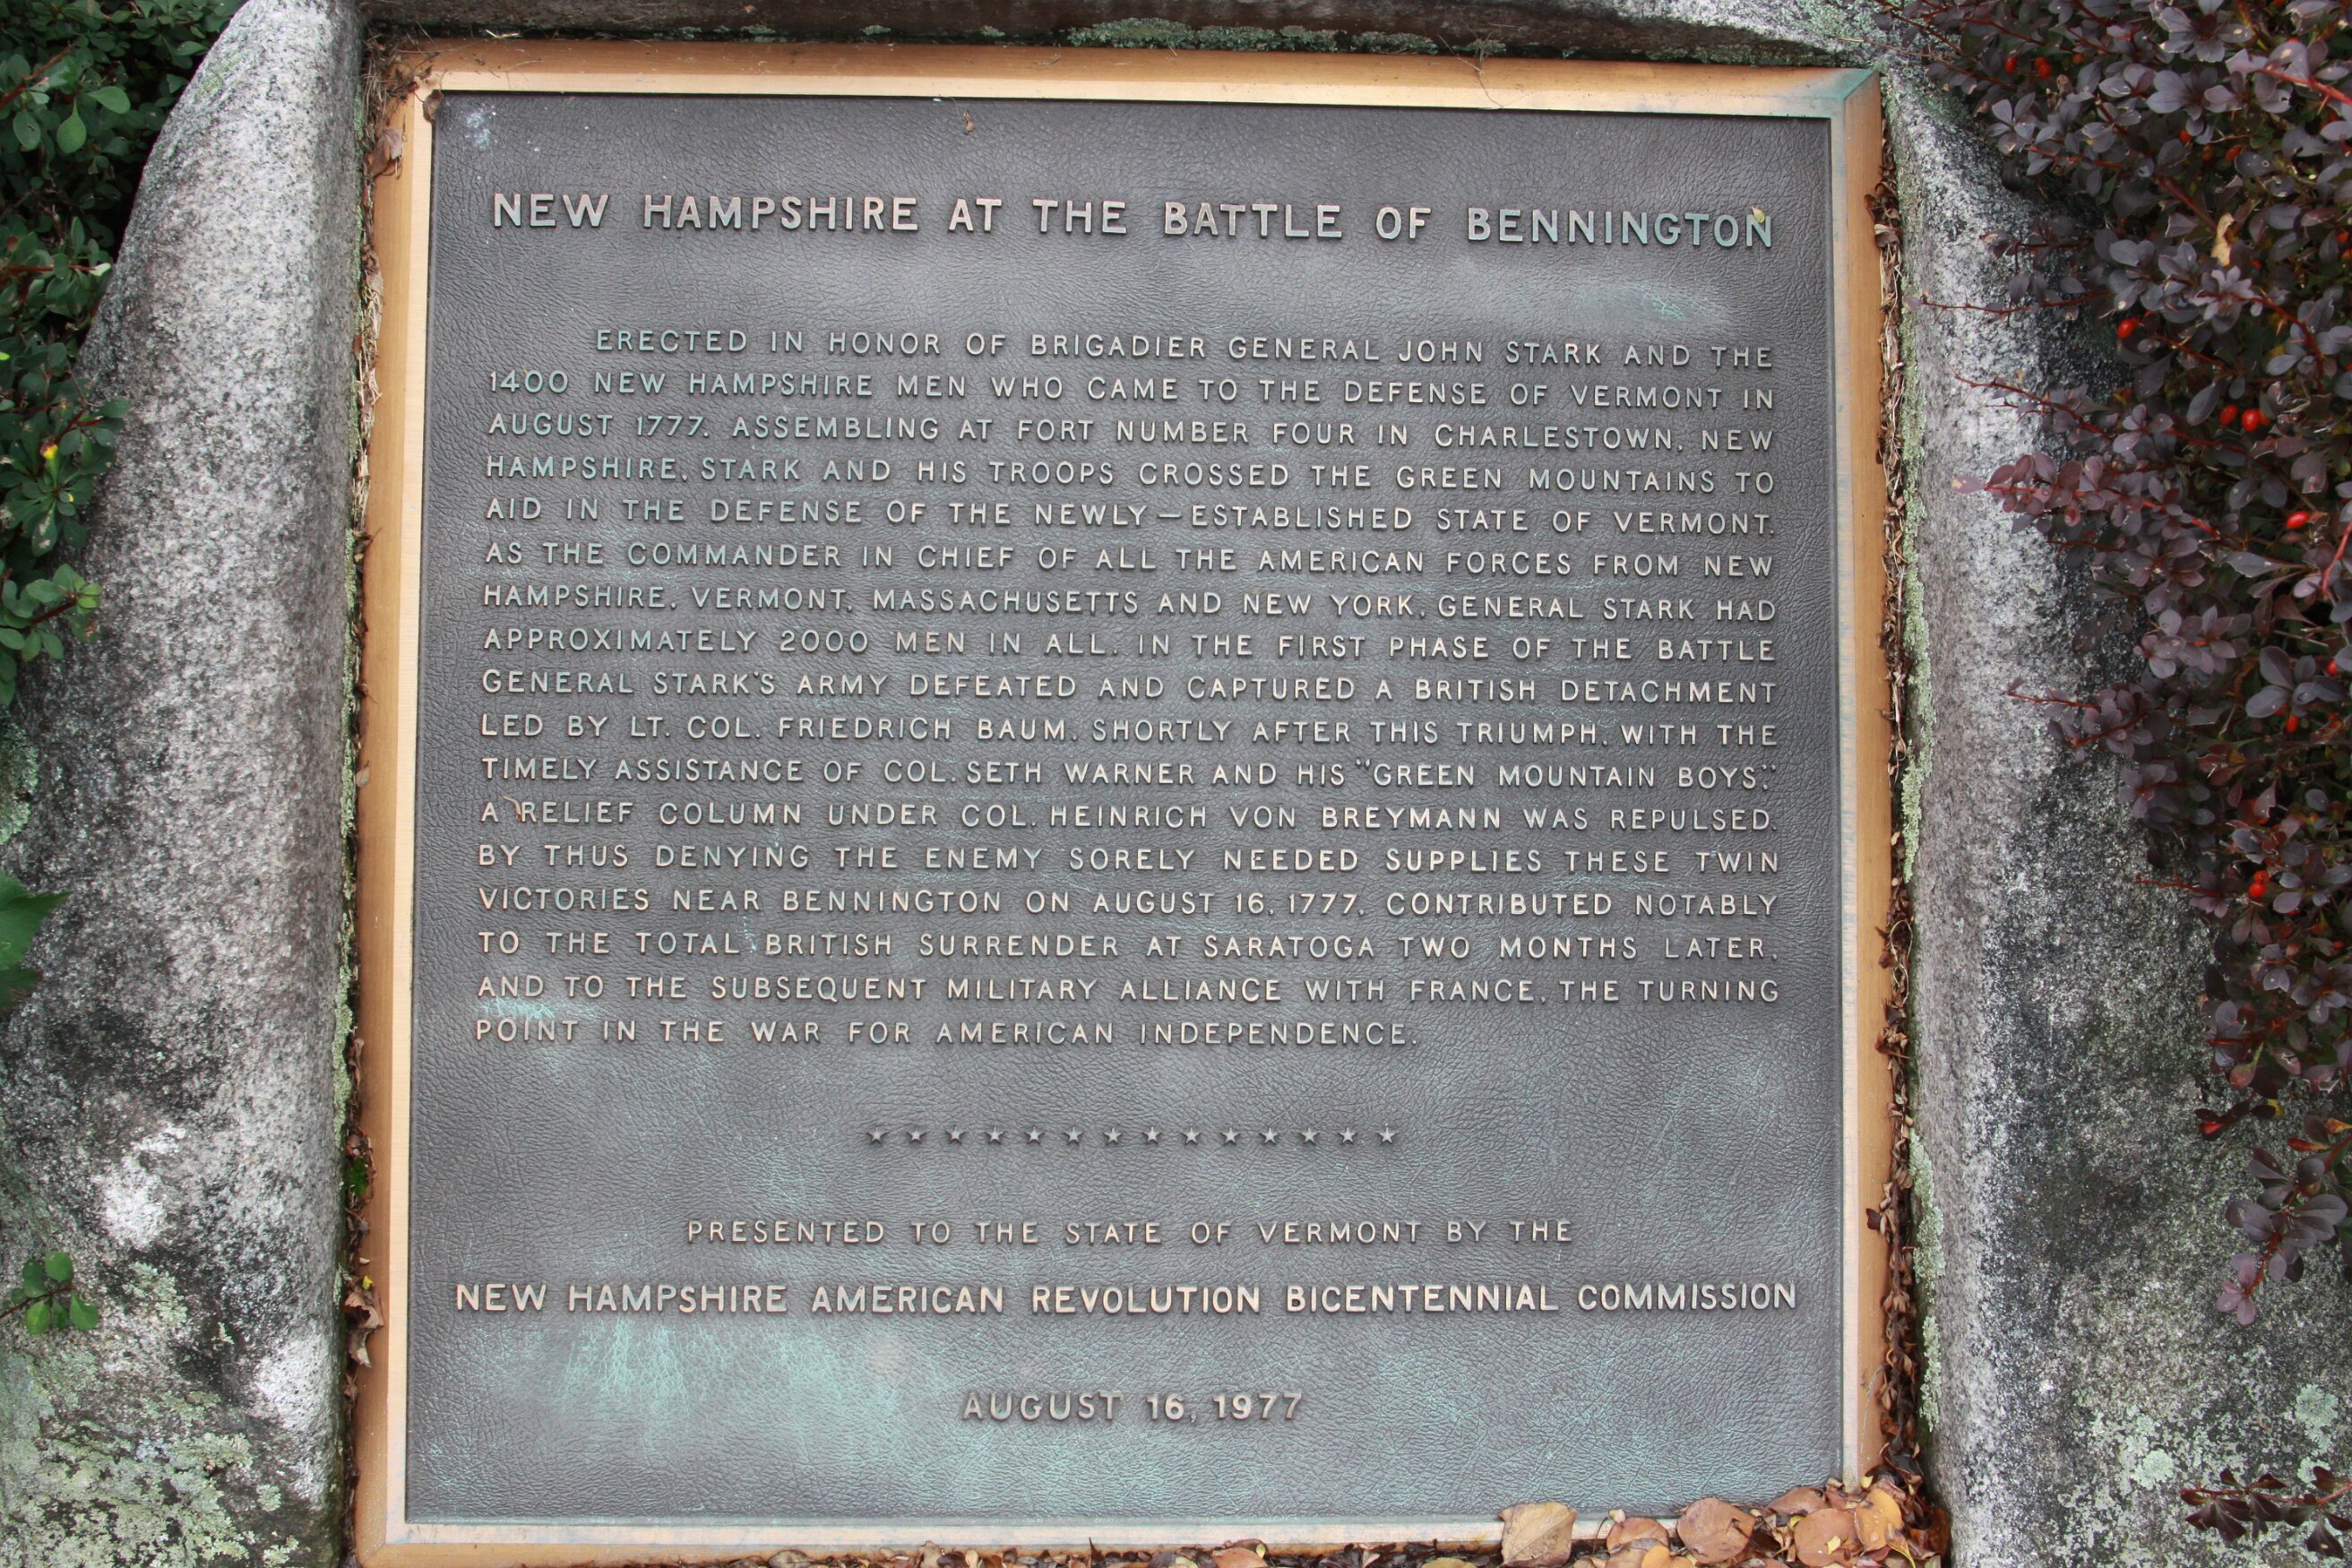 NEW HAMPSHIRE AT THE BATTLE OF BENNINGTON
ERECTED IN HONOR OF BRIGADIER GENERAL JOHN STARK AND THE
1400 NEW HAMPSHIRE MEN WHO CAME TO THE DEFENSE OF VERMONT IN
AUGUST 1777. ASSEMBLING AT FORT NUMBER FOUR IN CHARLESTOWN, NEW
HAMPSHIRE, STARK AND HIS TROOPS CROSSED THE GREEN MOUNTAINS TO
AID IN THE DEFENSE OF THE NEWLY—ESTABLISHED STATE OF VERMONT.
AS THE COMMANDER IN CHIEF OF ALL THE AMERICAN FORCES FROM NEW
HAMPSHIRE, VERMONT, MASSACHUSETTS AND NEW YORK, GENERAL STARK HAD
APPROXIMATELY 2000 MEN IN ALL. IN THE FIRST PHASE OF THE BATTLE
GENERAL STARK'S ARMY DEFEATED AND CAPTURED A BRITISH DETACHMENT
LED BY LT. COL. FRIEDRICH BAUM. SHORTLY AFTER THIS TRIUMPH, WITH THE
TIMELY ASSISTANCE OF COL. SETH WARNER AND HIS "GREEN MOUNTAIN BOYS",
A RELIEF COLUMN UNDER COL. HEINRICH VON BREYMANN WAS REPULSED.
BY THUS DENYING THE ENEMY SORELY NEEDED SUPPLIES THESE TWIN
VICTORIES NEAR BENNINGTON ON AUGUST 16, 1777, CONTRIBUTED NOTABLY
TO THE TOTAL BRITISH SURRENDER AT SARATOGA TWO MONTHS LATER,
AND TO THE SUBSEQUENT MILITARY ALLIANCE WITH FRANCE, THE TURNING
POINT IN THE WAR FOR AMERICAN INDEPENDENCE.
PRESENTED TO THE STATE OF VERMONT BY THE
NEW HAMPSHIRE AMERICAN REVOLUTION BICENTENNIAL COMMISSION
AUGUST 16, 1977